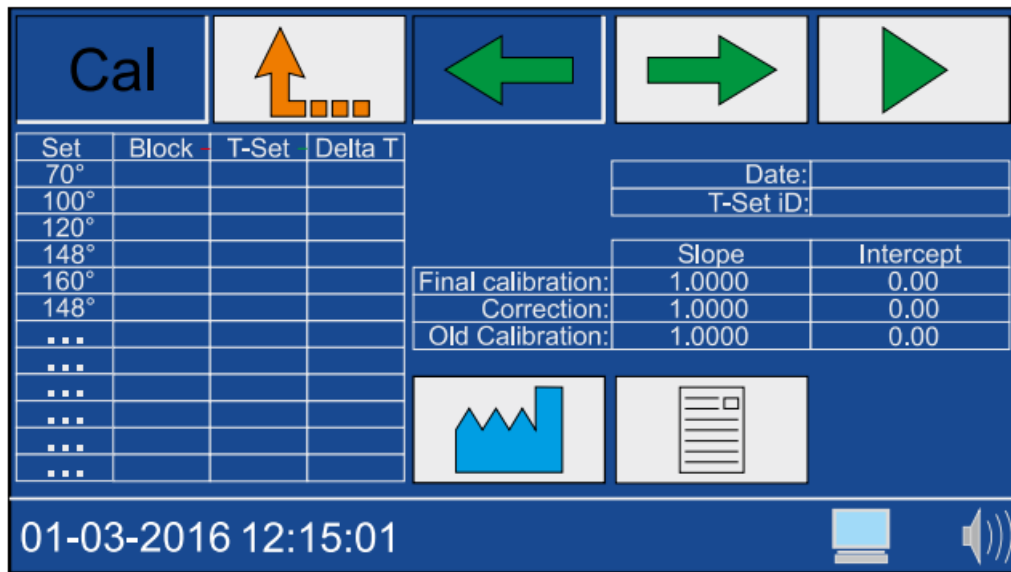 Cal
Set Block - T-Set - Delta T
70°
100°
120°
148°
160°
148°
...
...
...
...
...
...
Date:
T-Set iD:
Slope Intercept
Final calibration: 1.0000 0.00
Correction: 1.0000 0.00
Old Calibration: 1.0000 0.00
01-03-2016 12:15:01